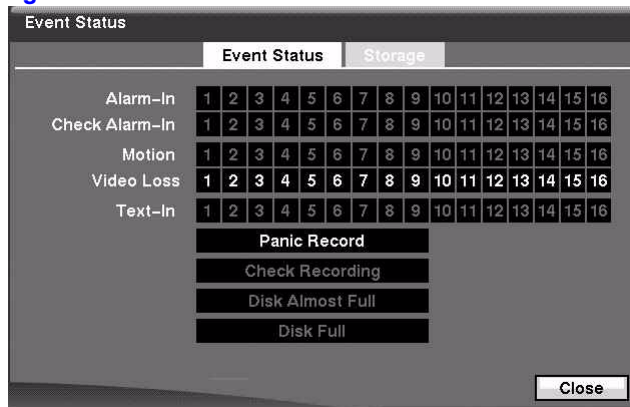 Event Status
Event Status Storage
Alarm-In 1 2 3 4 5 6 7 8 9 10 11 12 13 14 15 16
Check Alarm-In 1 2 3 4 5 6 7 8 9 10 11 12 13 14 15 16
Motion 1 2 3 4 5 6 7 8 9 10 11 12 13 14 15 16
Video Loss 1 2 3 4 5 6 7 8 9 10 11 12 13 14 15 16
Text-In 1 2 3 4 5 6 7 8 9 10 11 12 13 14 15 16
Panic Record
Check Recording
Disk Almost Full
Disk Full
Close